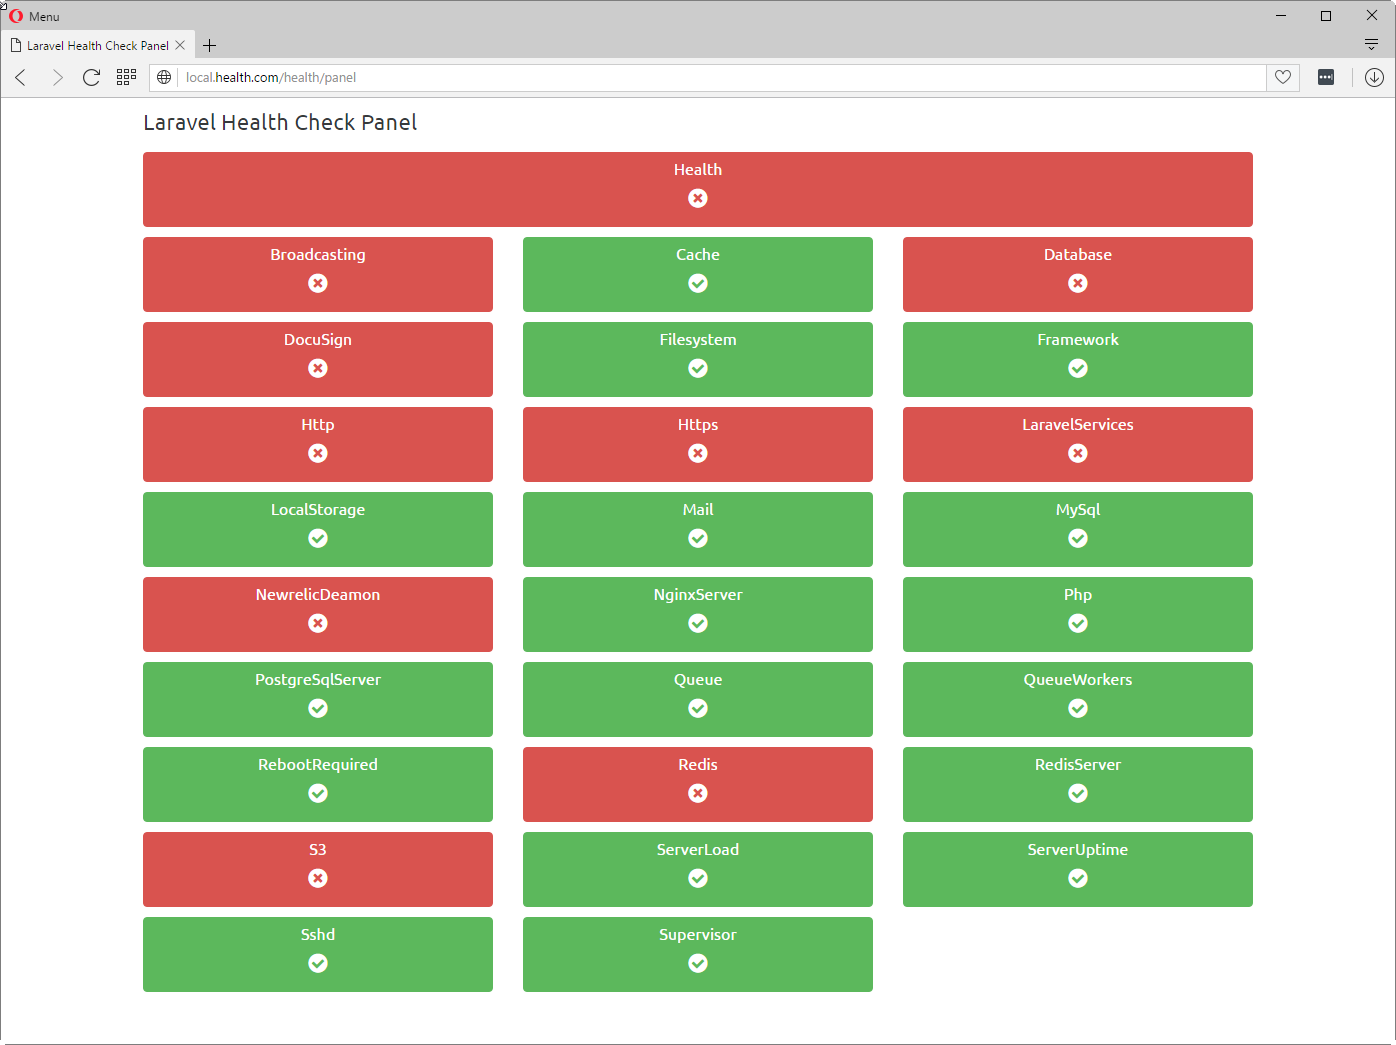 Menu
Laravel Health Check Panel
local.health.com/health/panel
Laravel Health Check Panel
Health
Broadcasting
Cache
Database
DocuSign
Filesystem
Framework
Http
Https
LaravelServices
LocalStorage
Mail
MySql
NewrelicDeamon
NginxServer
Php
PostgreSqlServer
Queue
QueueWorkers
RebootRequired
Redis
RedisServer
S3
ServerLoad
ServerUptime
Sshd
Supervisor